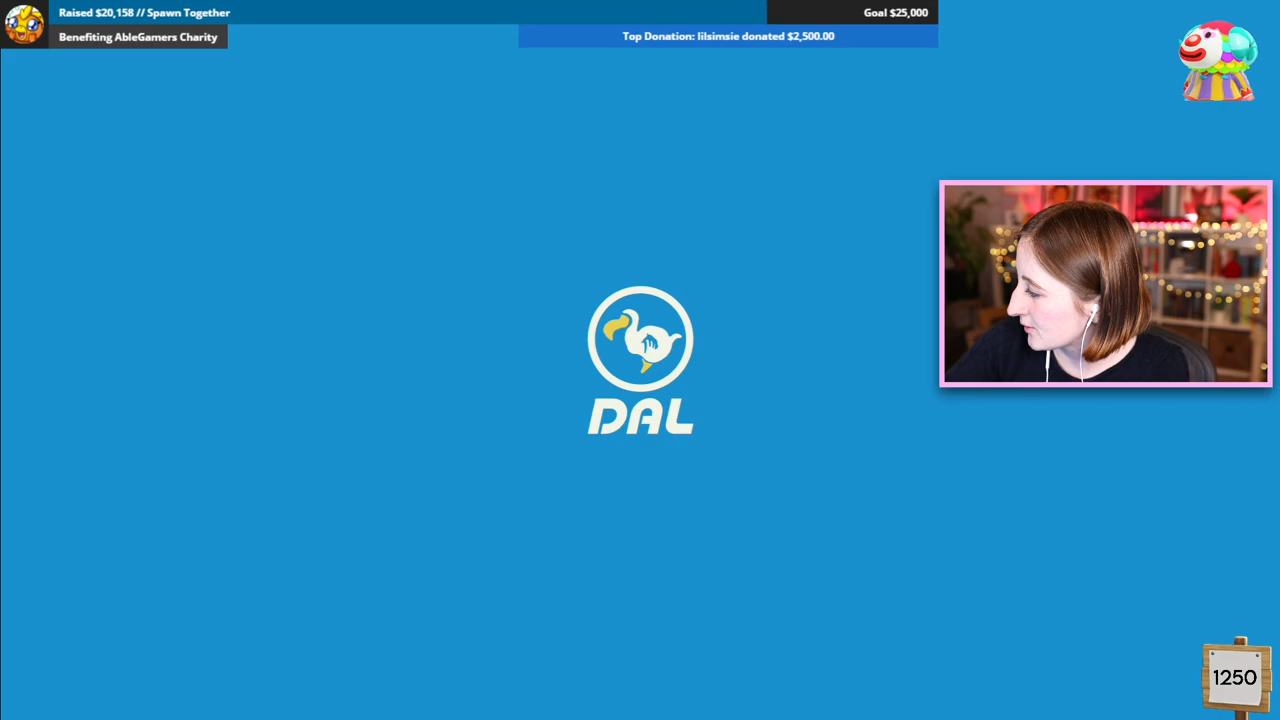 Raised $20,158 // Spawn Together
Goal $25,000
Benefiting AbleGamers Charity
Top Donation: lilsimsie donated $2,500.00
DAL
1250